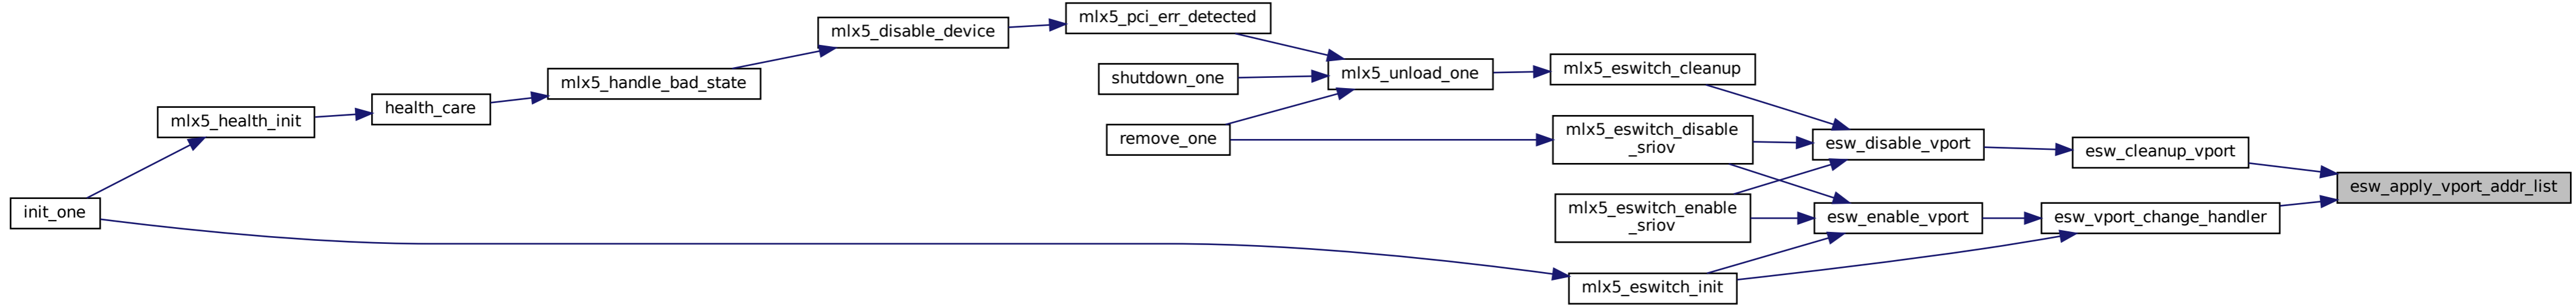 mlx5_pci_err_detected
mlx5_disable_device
mlx5_eswitch_cleanup
mlx5_unload_one
shutdown_one
mlx5_handle_bad_state
health_care
mlx5_health_init
remove_one
mlx5_eswitch_disable
_sriov
esw_disable_vport
esw_cleanup_vport
esw_apply_vport_addr_list
init_one
mlx5_eswitch_enable
_sriov
esw_enable_vport
esw_vport_change_handler
mlx5_eswitch_init